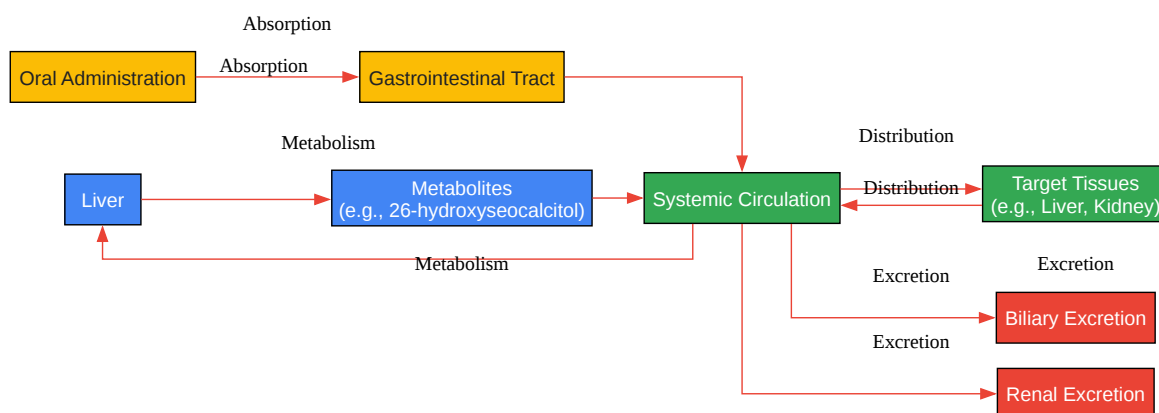 Absorption
Oral Administration
Absorption
Gastrointestinal Tract
Metabolism
Distribution
Liver
Metabolites
(e.g., 26-hydroxyseocalcitol)
Systemic Circulation
Distribution
Target Tissues
(e.g., Liver, Kidney)
Metabolism
Excretion
Excretion
Biliary Excretion
Excretion
Renal Excretion